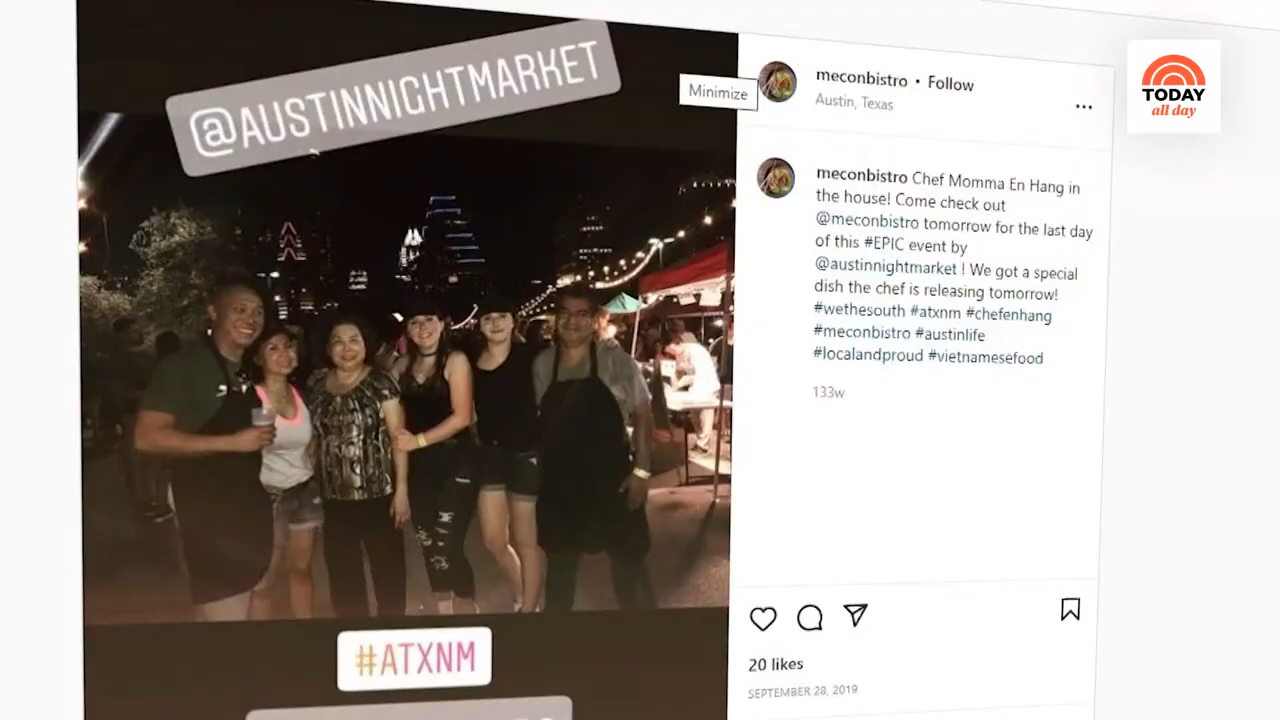 @AUSTINNIGHTMARKET
Minimize
meconbistro • Follow
Austin, Texas
TODAY
all day
meconbistro Chef Momma En Hang in
the house! Come check out
@meconbistro tomorrow for the last day
of this #EPIC event by
@austinnightmarket ! We got a special
dish the chef is releasing tomorrow!
#wethesouth #atxnm #chefenhang
#meconbistro #austinlife
#localandproud #vietnamesefood
133w
#ATXNM
20 likes
SEPTEMBER 28, 2019